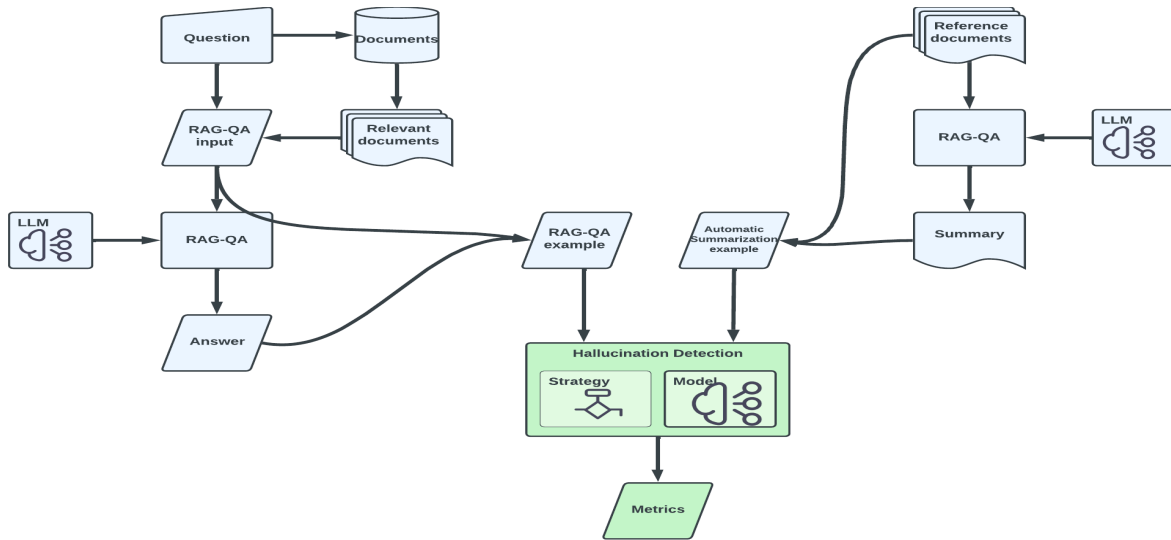 Question
Documents
Reference
documents
RAG-QA
input
Relevant
documents
RAG-QA
LLM
LLM
RAG-QA
RAG-QA
example
Automatic
Summarization
example
Summary
Answer
Hallucination Detection
Strategy
Model
Metrics